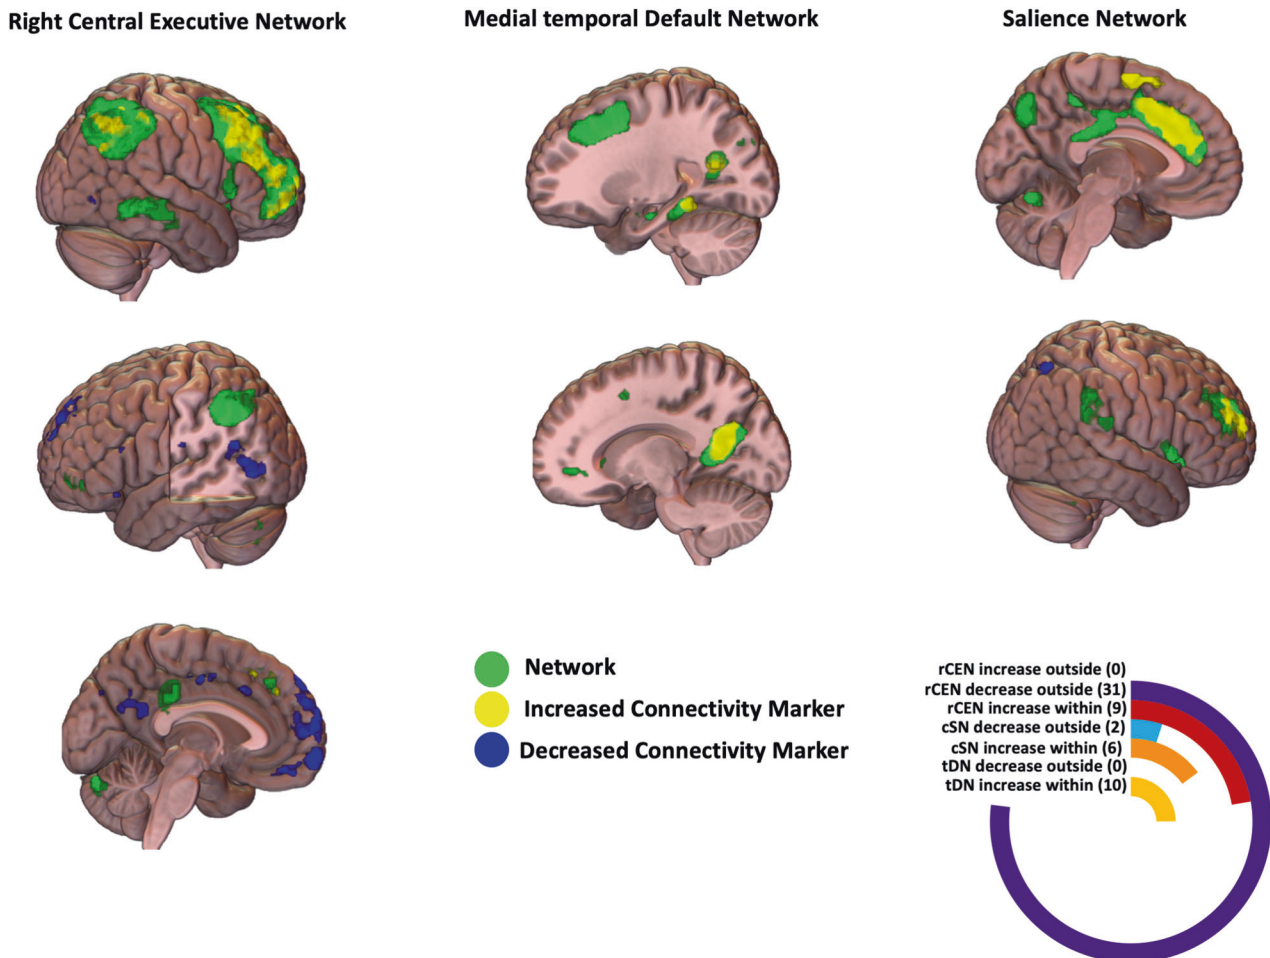 Right Central Executive Network
Medial temporal Default Network
Salience Network
Network
Increased Connectivity Marker
Decreased Connectivity Marker
rCEN increase outside (0)
rCEN decrease outside (31)
rCEN increase within (9)
cSN decrease outside (2)
cSN increase within (6)
tDN decrease outside (0)
tDN increase within (10)